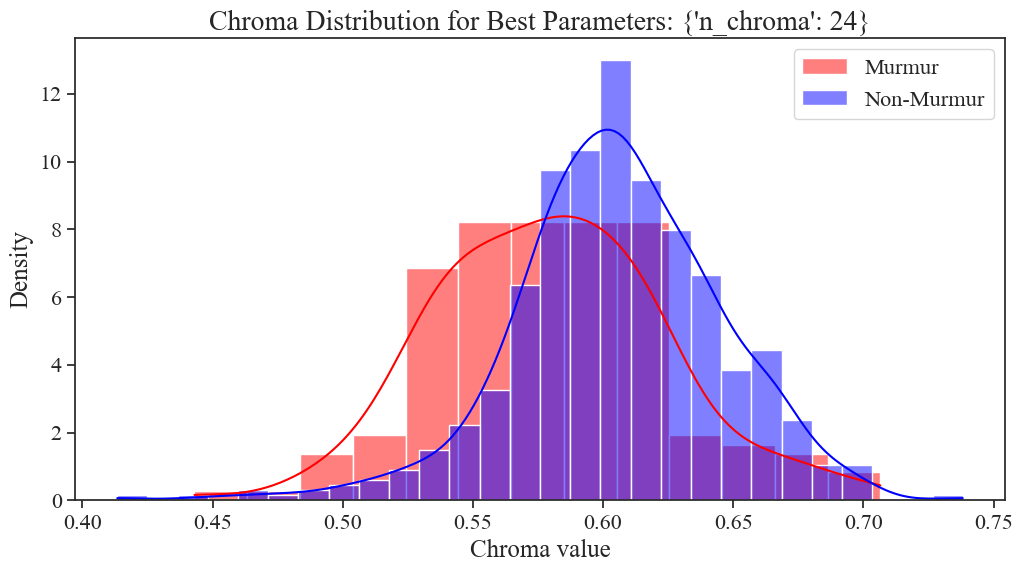 Chroma Distribution for Best Parameters: {'n_chroma': 24}
Murmur
Non-Murmur
Density
12
10
8
6
4
2
0
0.40 0.45 0.50 0.55 0.60 0.65 0.70 0.75
Chroma value